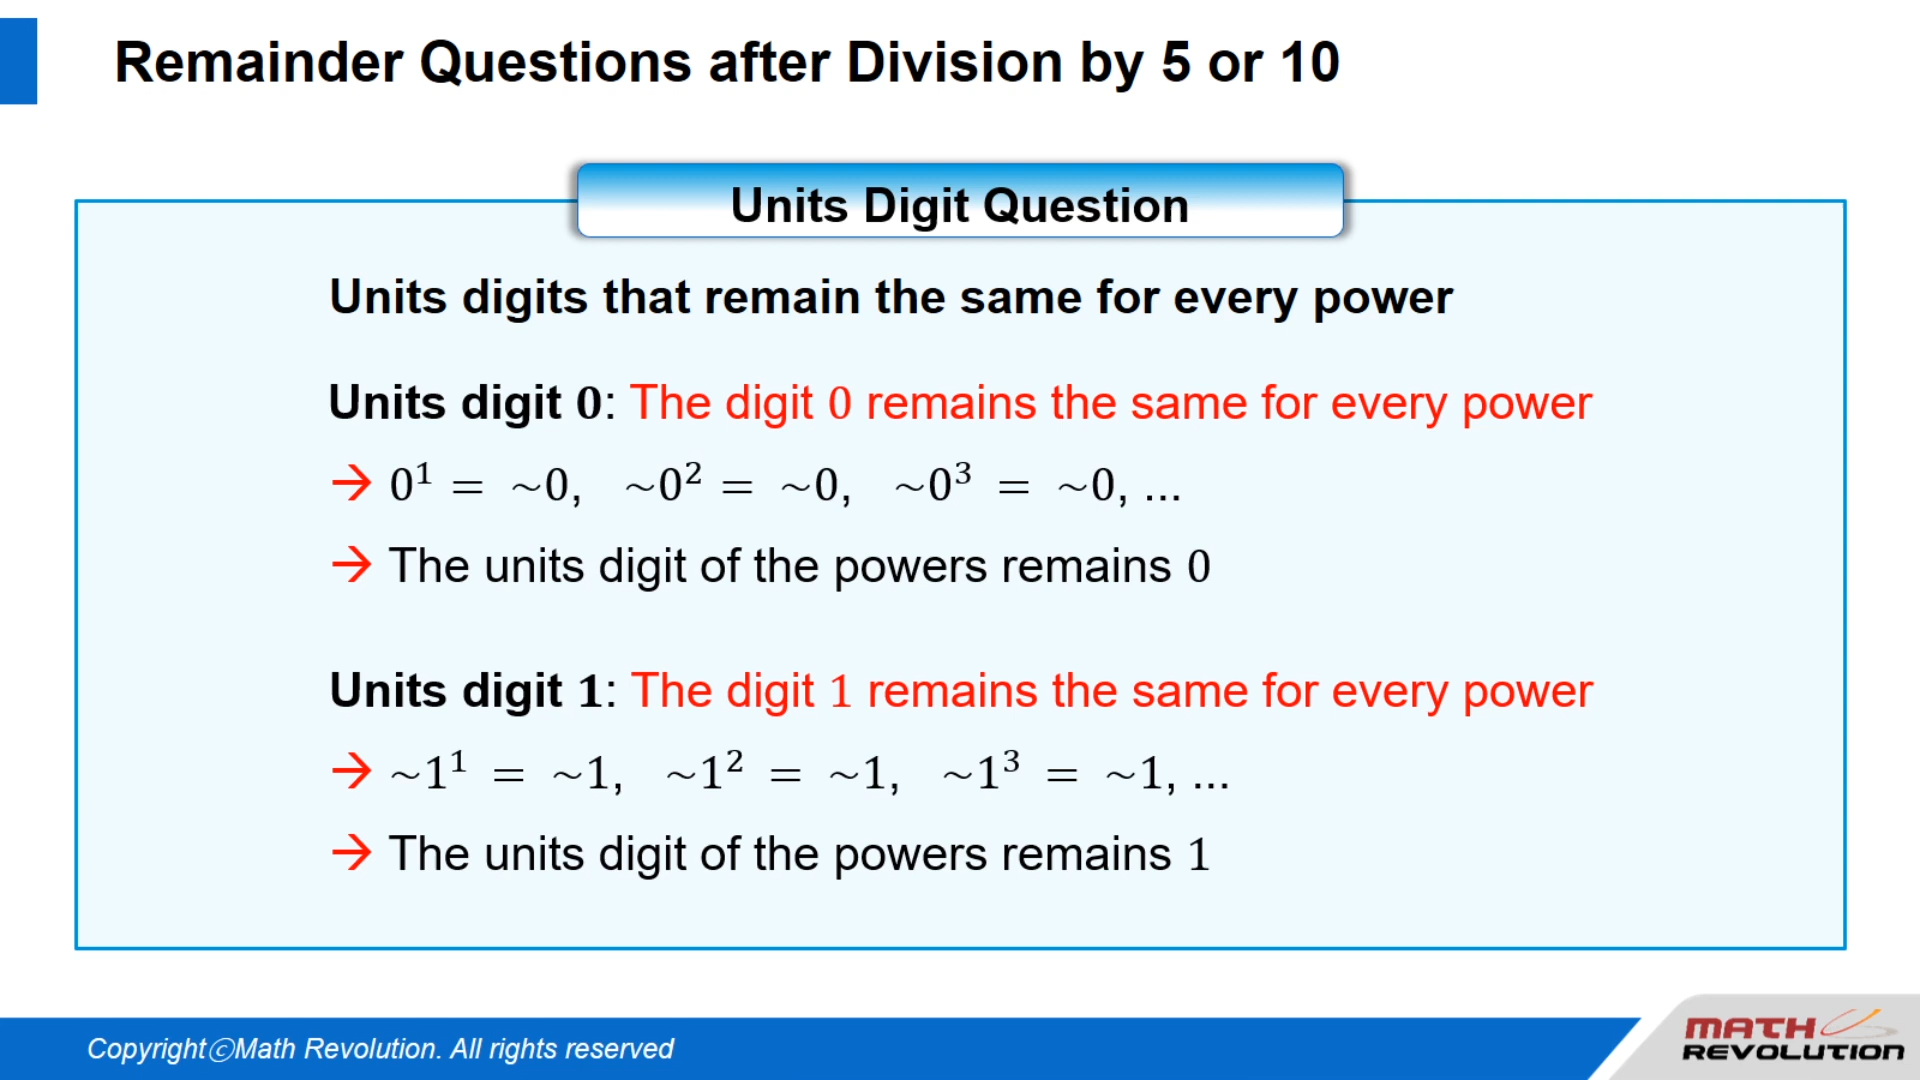 Remainder Questions after Division by 5 or 10
Units Digit Question
Units digits that remain the same for every power
Units digit 0: The digit 0 remains the same for every power
→ 0¹ = ~0, ~0² = ~0, ~0³ = ~0, ...
→ The units digit of the powers remains 0
Units digit 1: The digit 1 remains the same for every power
→ ~1¹ = ~1, ~1² = ~1, ~1³ = ~1, ...
→ The units digit of the powers remains 1
CopyrightⓒMath Revolution. All rights reserved
MATH
REVOLUTION